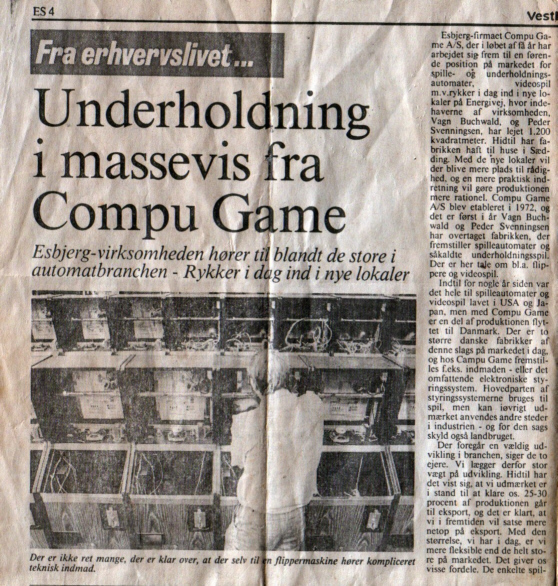 ES 4
Vestk
Fra erhvervslivet...
Underholdning
i massevis fra
Compu Game
Esbjerg-virksomheden hører til blandt de store i
automatbranchen - Rykker i dag ind i nye lokaler
Der er ikke ret mange, der er klar over, at der selv til en flippermaskine hører kompliceret
teknisk indmad.
Esbjerg-firmaet Compu Ga-
me A/S, der i løbet af få år har
arbejdet sig frem til en føren-
de position på markedet for
spille- og underholdnings-
automater, videospil
m.v. rykker i dag ind i nye lo-
kaler på Energivej, hvor inde-
haverne af virksomheden,
Vagn Buchwald, og Peder
Svenningsen, har lejet 1.200
kvadratmeter. Hidtil har fa-
brikken haft til huse i Sæd-
ding. Med de nye lokaler vil
der blive mere plads til rådig-
hed, og en mere praktisk ind-
retning vil gøre produktionen
mere rationel. Compu Game
A/S blev etableret i 1972, og
det er først i år Vagn Buch-
wald og Peder Svenningsen
har overtaget fabrikken, der
fremstiller spilleautomater og
såkaldte underholdningsspil.
Der er her tale om bl.a. flip-
pere og videospil.
Indtil for nogle år siden var
det hele til spilleautomater og
videospil lavet i USA og Ja-
pan, men med Compu Game
er en del af produktionen flyt-
tet til Danmark. Der er to
større danske fabrikker af
denne slags på markedet i dag,
og hos Campu Game fremstil-
les f.eks. indmaden - eller det
omfattende elektroniske sty-
ringssystem. Hovedparten af
styringssystemerne bruges til
spil, men kan iøvrigt ud-
mærket anvendes andre steder
i industrien - og for den sags
skyld også landbruget.
Der foregår en vældig ud-
vikling i branchen, siger de to
ejere. Vi lægger derfor stor
vægt på udvikling. Hidtil har
det vist sig, at vi udmærket er
i stand til at klare os. 25-30
procent af produktionen går
til eksport, og det er klart, at
vi i fremtiden vil satse mere
netop på eksport. Med den
størrelse, vi har i dag, er vi
mere fleksible end de helt sto-
re på markedet. Det giver os
visse fordele. De enkelte spil-